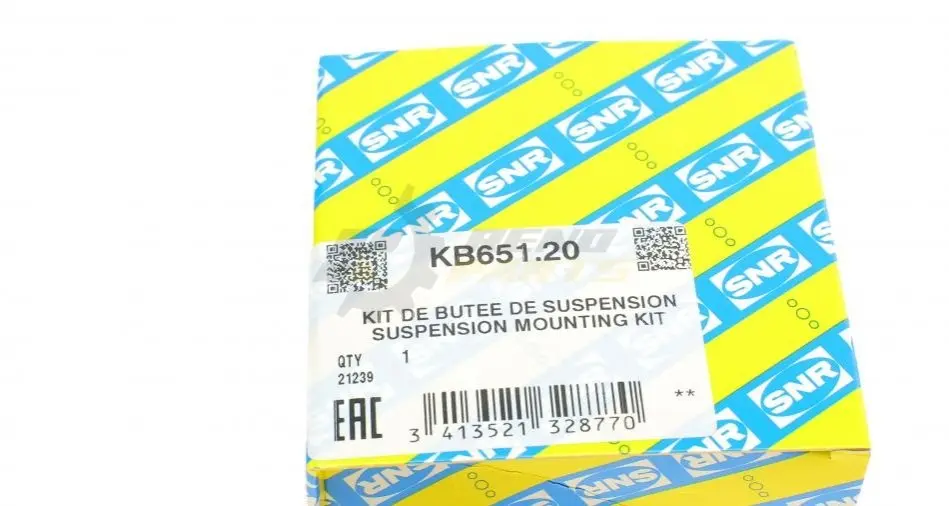 SNR
SNR
SNR
SNR
SNR
SNR
SNR
KB651.20
KIT DE BUTEE DE SUSPENSION
SUSPENSION MOUNTING KIT
QTY 1
21239
EAC
3 413521 328770 **
SNR
SNR
SNR
SNR
SNR